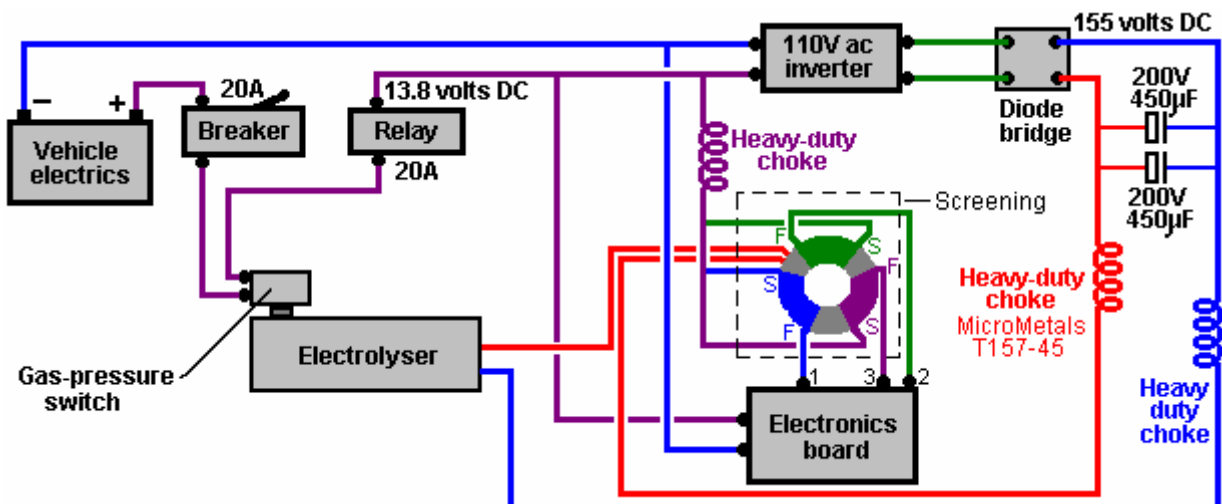 155 volts DC
110V ac
inverter
Diode
bridge
200V
450µF
200V
450µF
−
+
Vehicle
electrics
20A
Breaker
13.8 volts DC
Relay
20A
Heavy-duty
choke
Screening
F
S
F
S
F
S
Heavy-duty
choke
MicroMetals
T157-45
Heavy
duty
choke
Electrolyser
Gas-pressure
switch
1
3
2
Electronics
board